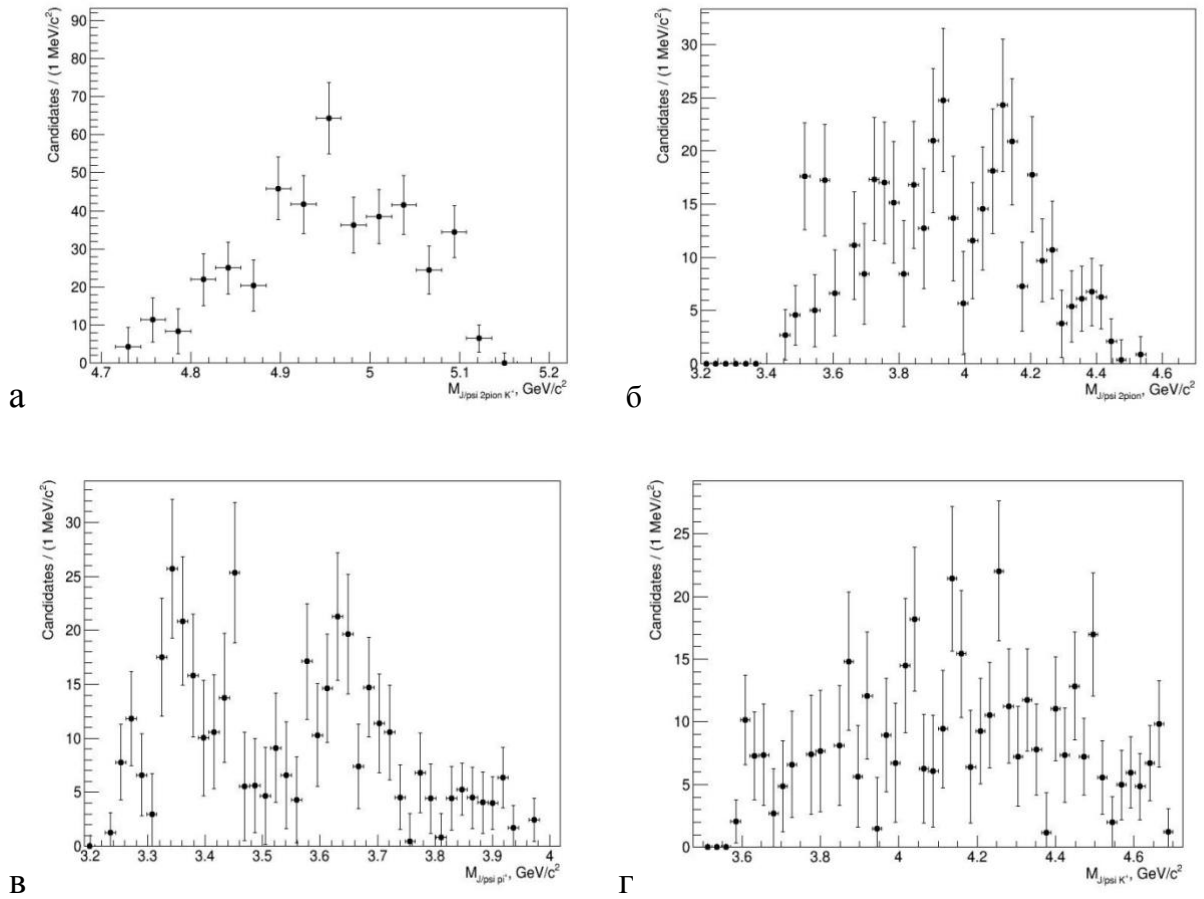 Candidates / (1 MeV/c²)
90
80
70
60
50
40
30
20
10
0
4.7 4.8 4.9 5 5.1 5.2
M J/psi 2pion K⁺, GeV/c²
а
Candidates / (1 MeV/c²)
30
25
20
15
10
5
0
3.2 3.4 3.6 3.8 4 4.2 4.4 4.6
M J/psi 2pion, GeV/c²
б
Candidates / (1 MeV/c²)
30
25
20
15
10
5
0
3.2 3.3 3.4 3.5 3.6 3.7 3.8 3.9 4
M J/psi pi⁺, GeV/c²
в
Candidates / (1 MeV/c²)
25
20
15
10
5
0
3.6 3.8 4 4.2 4.4 4.6
M J/psi K⁺, GeV/c²
г